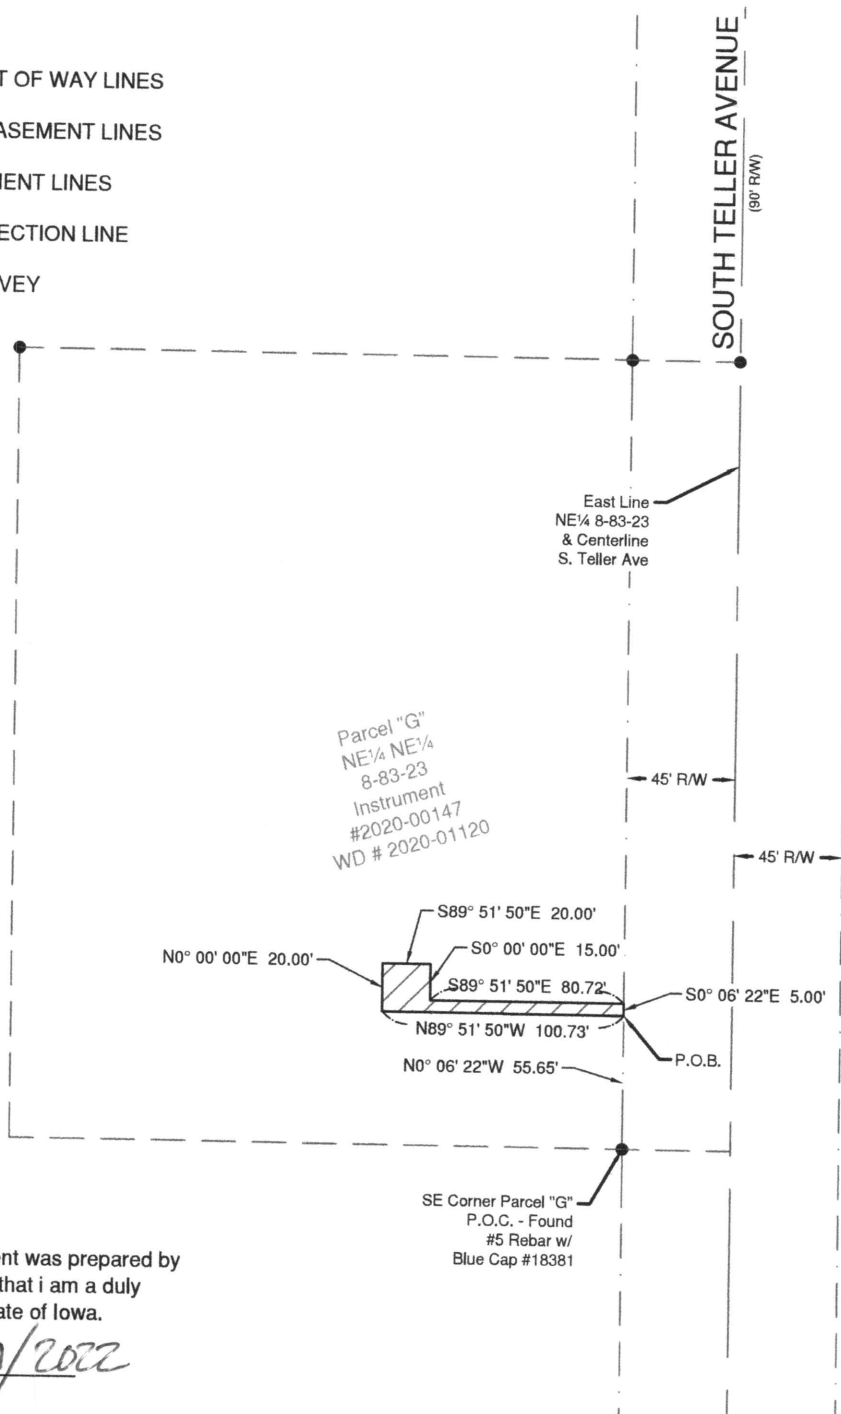 T OF WAY LINES
ASEMENT LINES
MENT LINES
ECTION LINE
VEY
SOUTH TELLER AVENUE
(90' R/W)
East Line
NE¼ 8-83-23
& Centerline
S. Teller Ave
Parcel "G"
NE¼ NE¼
8-83-23
Instrument
#2020-00147
WD # 2020-01120
45' R/W
45' R/W
S89° 51' 50"E 20.00'
N0° 00' 00"E 20.00'
S0° 00' 00"E 15.00'
S89° 51' 50"E 80.72'
S0° 06' 22"E 5.00'
N89° 51' 50"W 100.73'
P.O.B.
N0° 06' 22"W 55.65'
SE Corner Parcel "G"
P.O.C. - Found
#5 Rebar w/
Blue Cap #18381
ent was prepared by
that i am a duly
ate of Iowa.
/2022